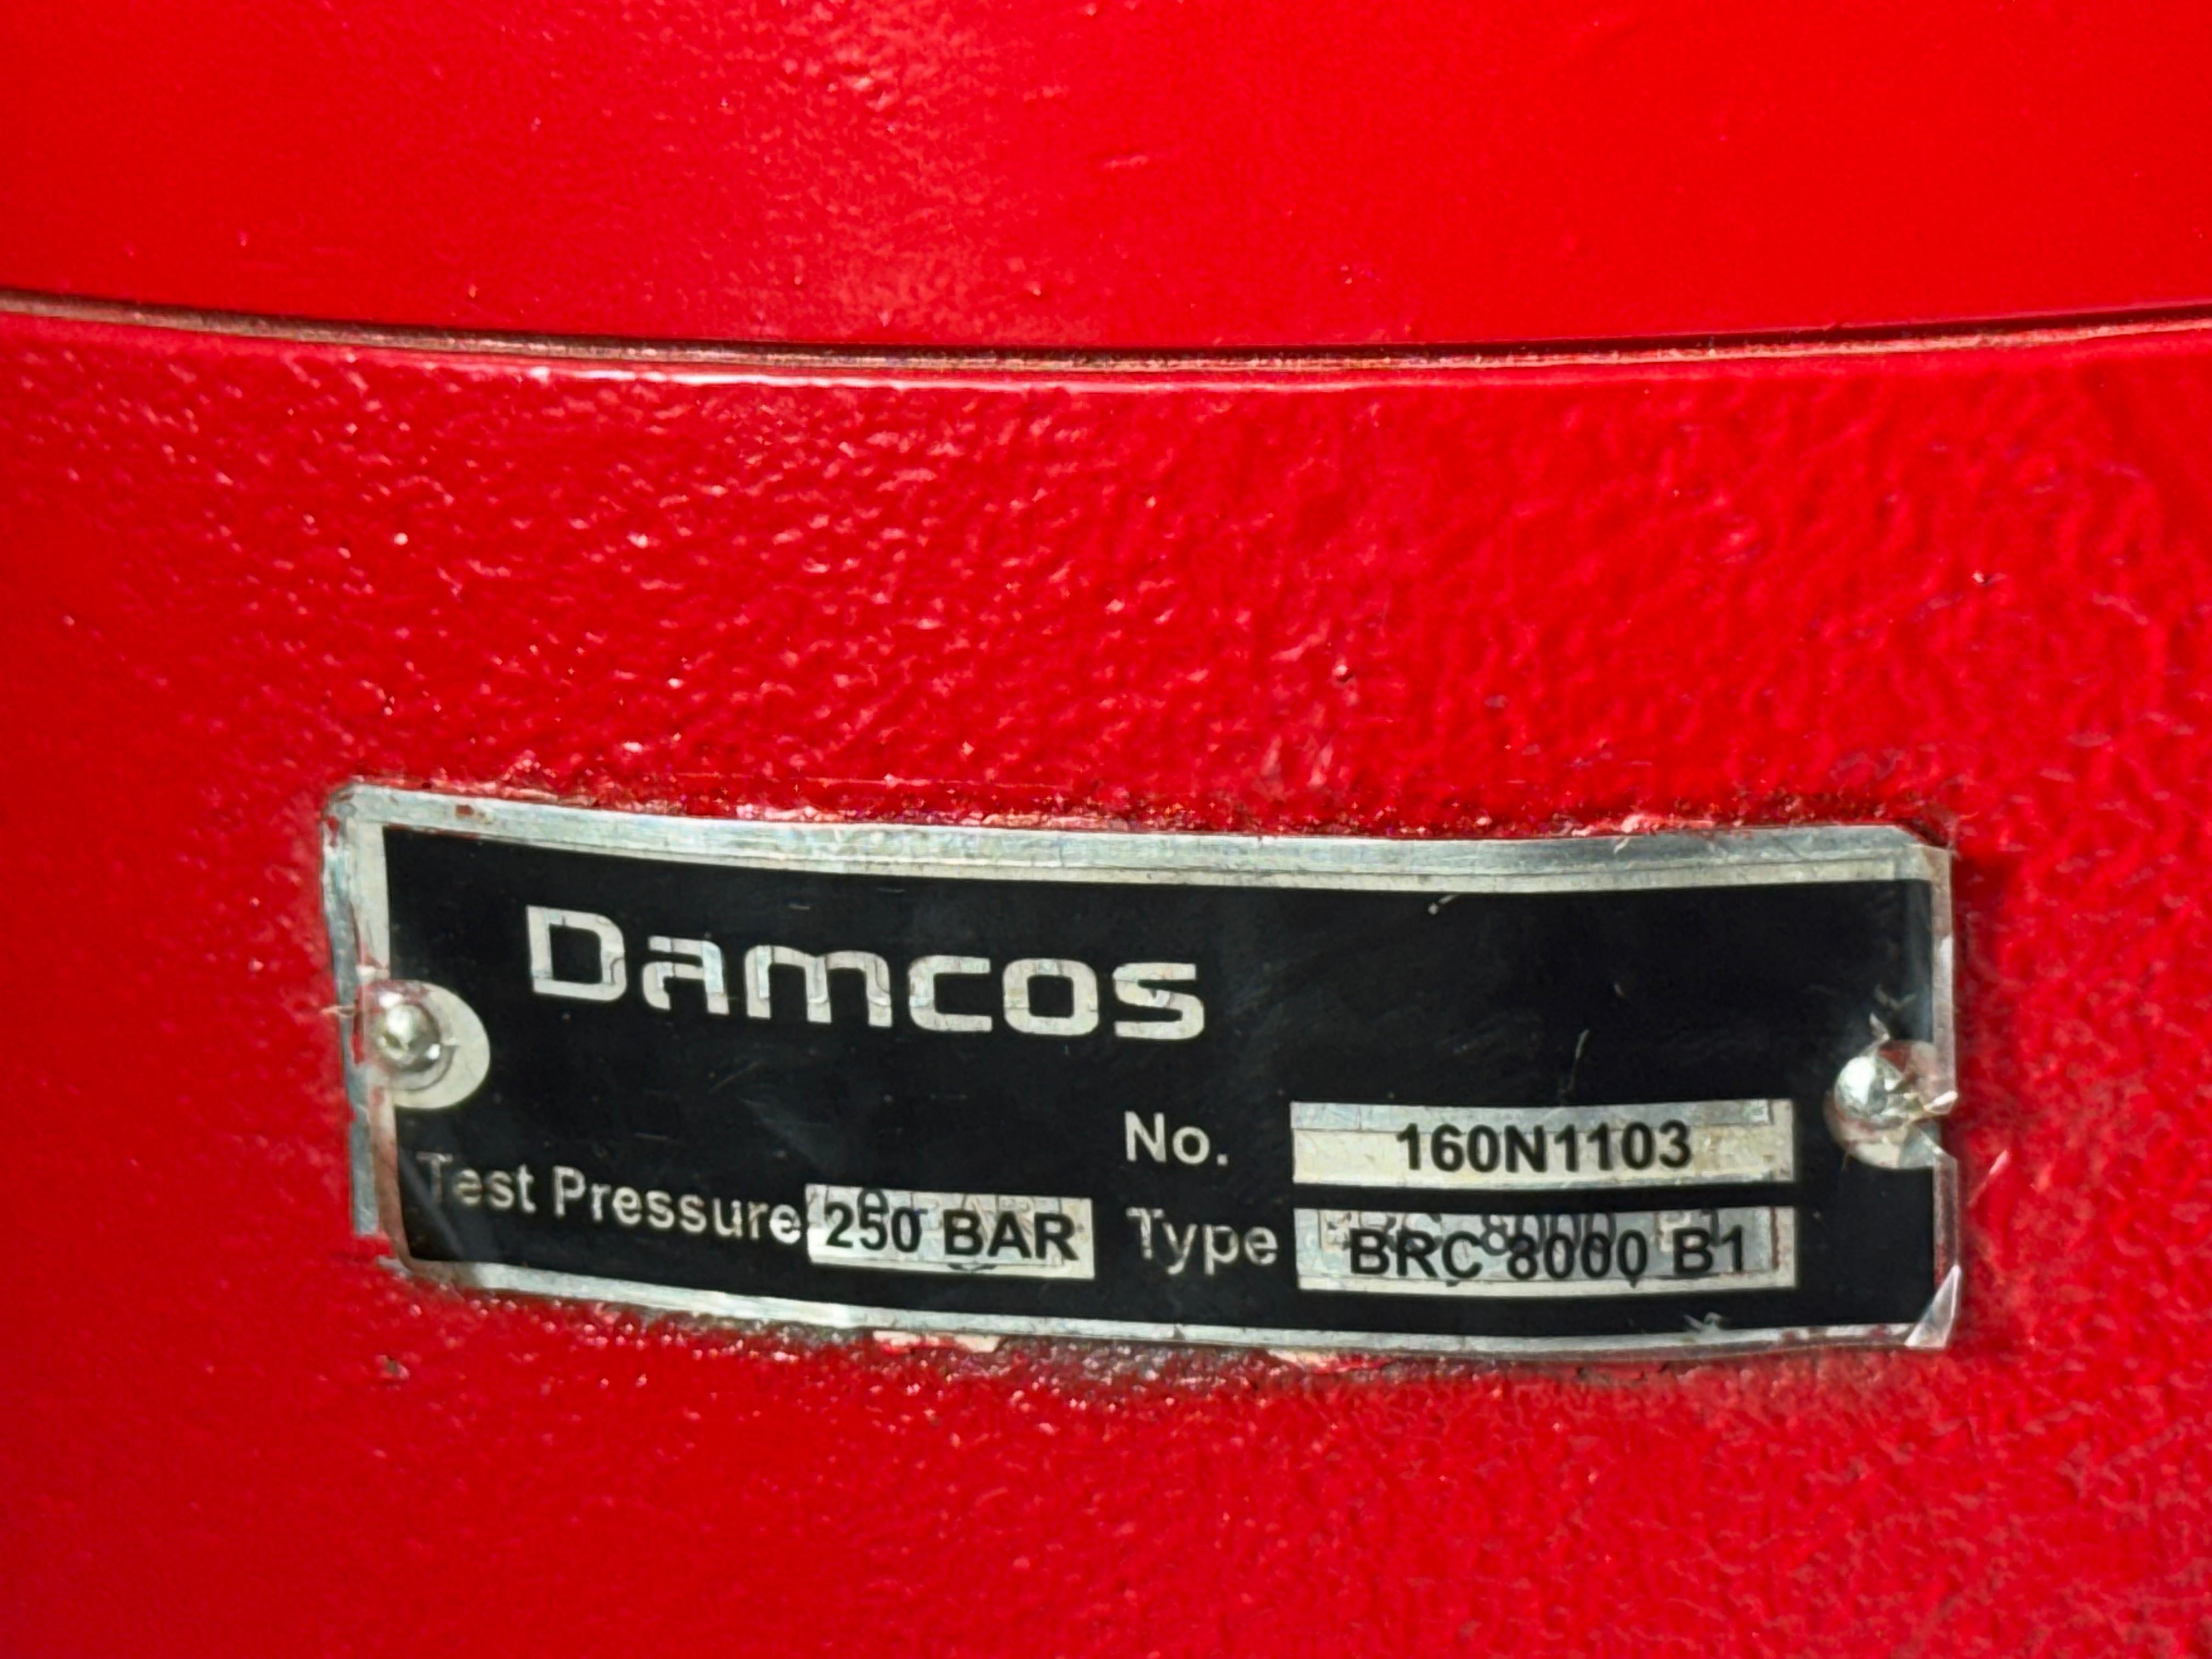 Damcos
No. 160N1103
Test Pressure 250 BAR Type BRC 8000 B1